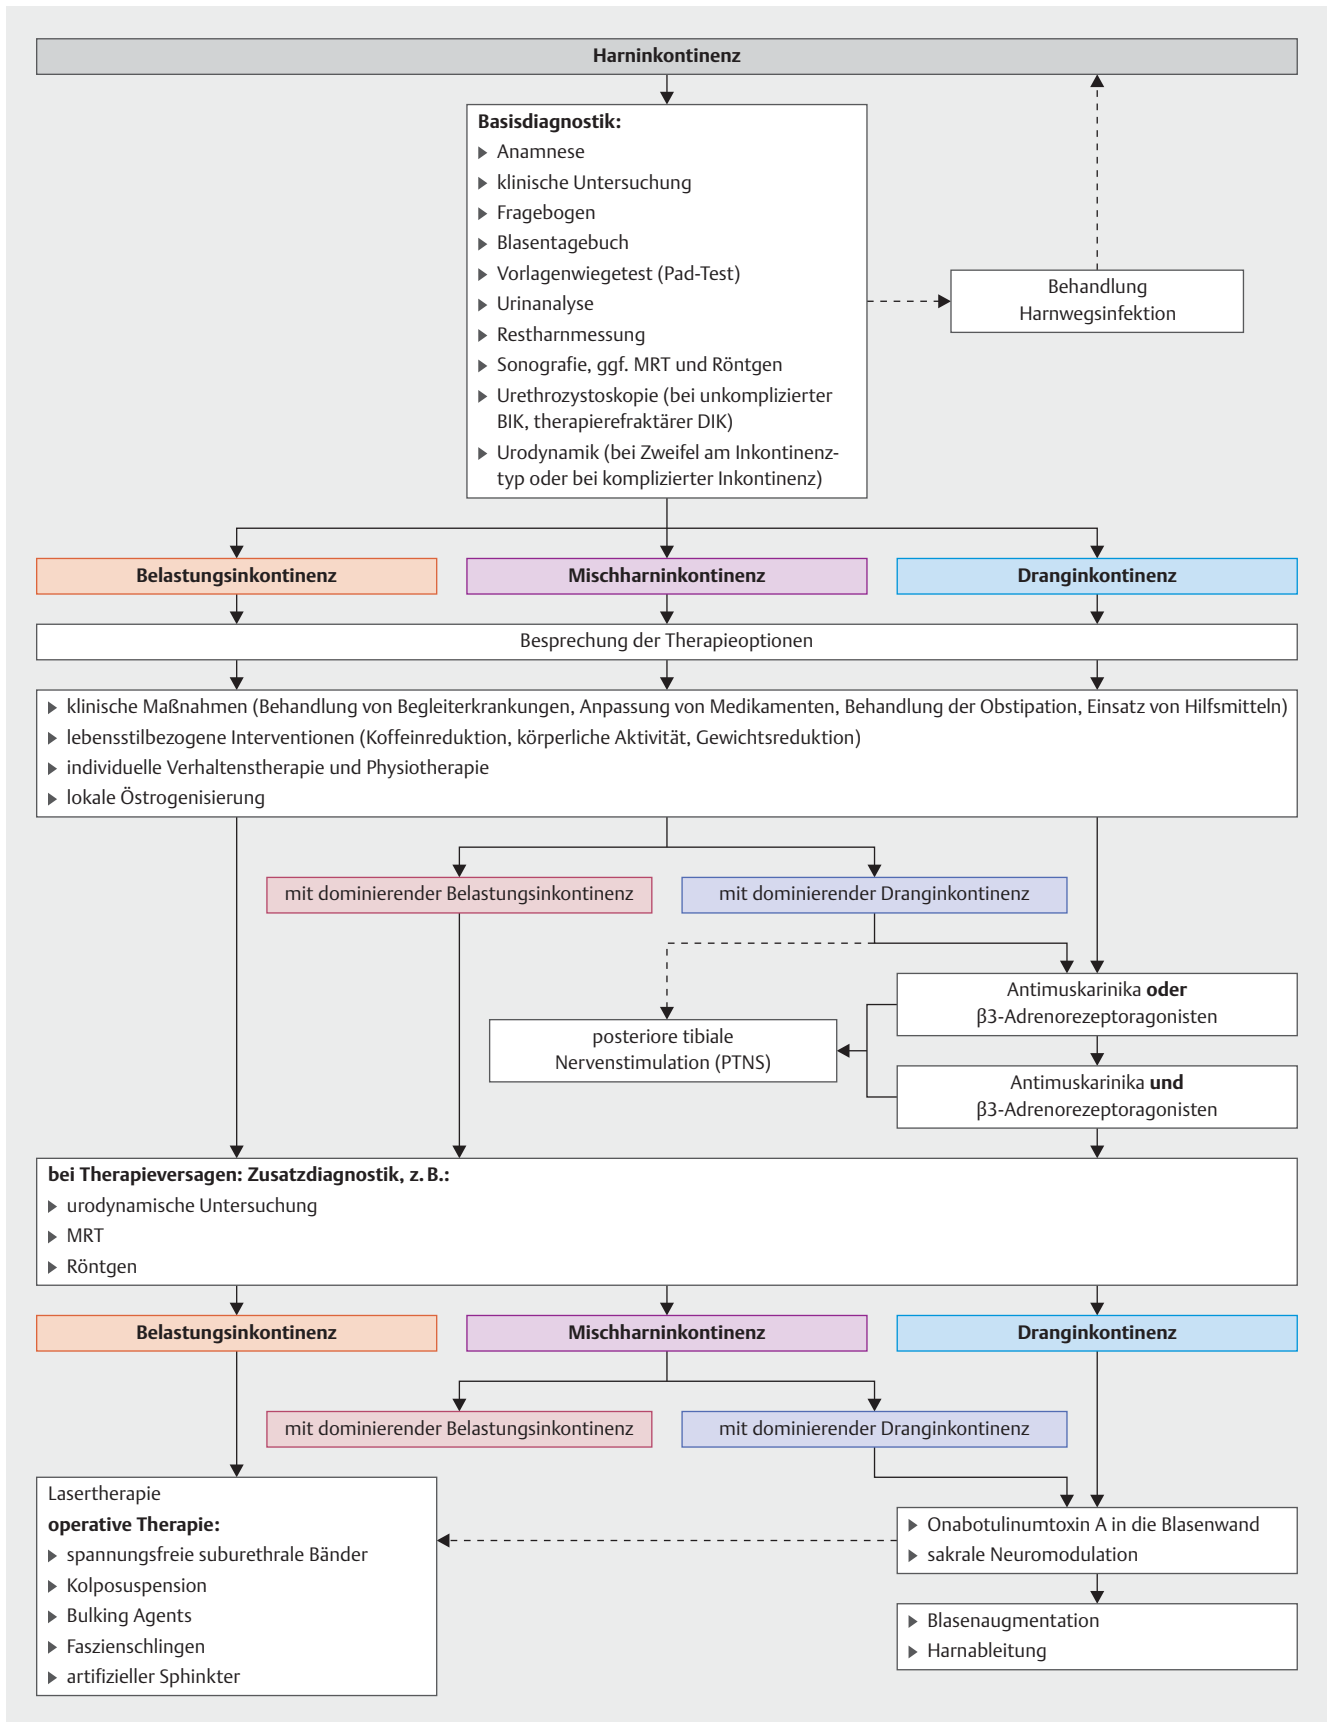 Harninkontinenz
Basisdiagnostik:
▶ Anamnese
▶ klinische Untersuchung
▶ Fragebogen
▶ Blasentagebuch
▶ Vorlagenwiegetest (Pad-Test)
▶ Urinanalyse
▶ Restharnmessung
▶ Sonografie, ggf. MRT und Röntgen
▶ Urethrozystoskopie (bei unkomplizierter
BIK, therapierefraktärer DIK)
▶ Urodynamik (bei Zweifel am Inkontinenz-
typ oder bei komplizierter Inkontinenz)
Behandlung
Harnwegsinfektion
Belastungsinkontinenz
Mischharninkontinenz
Dranginkontinenz
Besprechung der Therapieoptionen
▶ klinische Maßnahmen (Behandlung von Begleiterkrankungen, Anpassung von Medikamenten, Behandlung der Obstipation, Einsatz von Hilfsmitteln)
▶ lebensstilbezogene Interventionen (Koffeinreduktion, körperliche Aktivität, Gewichtsreduktion)
▶ individuelle Verhaltenstherapie und Physiotherapie
▶ lokale Östrogenisierung
mit dominierender Belastungsinkontinenz
mit dominierender Dranginkontinenz
Antimuskarinika oder
β3-Adrenorezeptoragonisten
posteriore tibiale
Nervenstimulation (PTNS)
Antimuskarinika und
β3-Adrenorezeptoragonisten
bei Therapieversagen: Zusatzdiagnostik, z. B.:
▶ urodynamische Untersuchung
▶ MRT
▶ Röntgen
Belastungsinkontinenz
Mischharninkontinenz
Dranginkontinenz
mit dominierender Belastungsinkontinenz
mit dominierender Dranginkontinenz
Lasertherapie
operative Therapie:
▶ spannungsfreie suburethrale Bänder
▶ Kolposuspension
▶ Bulking Agents
▶ Faszienschlingen
▶ artifizieller Sphinkter
▶ Onabotulinumtoxin A in die Blasenwand
▶ sakrale Neuromodulation
▶ Blasenaugmentation
▶ Harnableitung